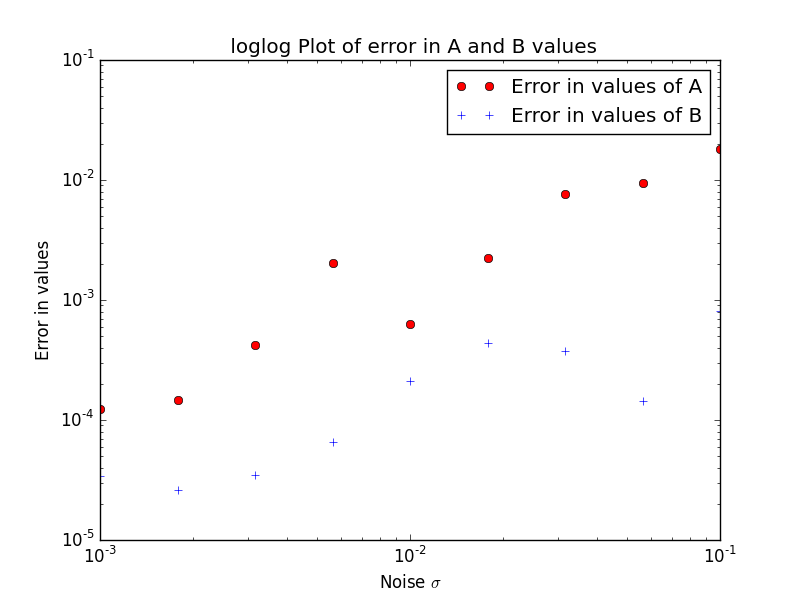 loglog Plot of error in A and B values
10^-1
Error in values of A
Error in values of B
10^-2
10^-3
10^-4
10^-5
Error in values
10^-3
10^-2
10^-1
Noise σ